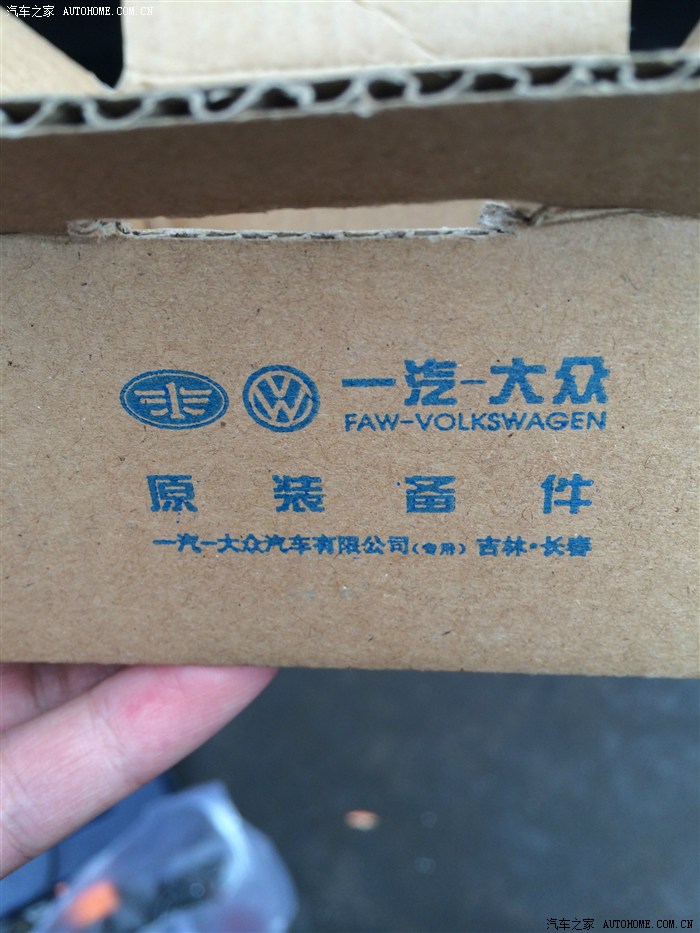 汽车之家 AUTOHOME.COM.CN
一汽-大众
FAW-VOLKSWAGEN
原装备件
一汽-大众汽车有限公司(专用) 吉林·长春
汽车之家 AUTOHOME.COM.CN